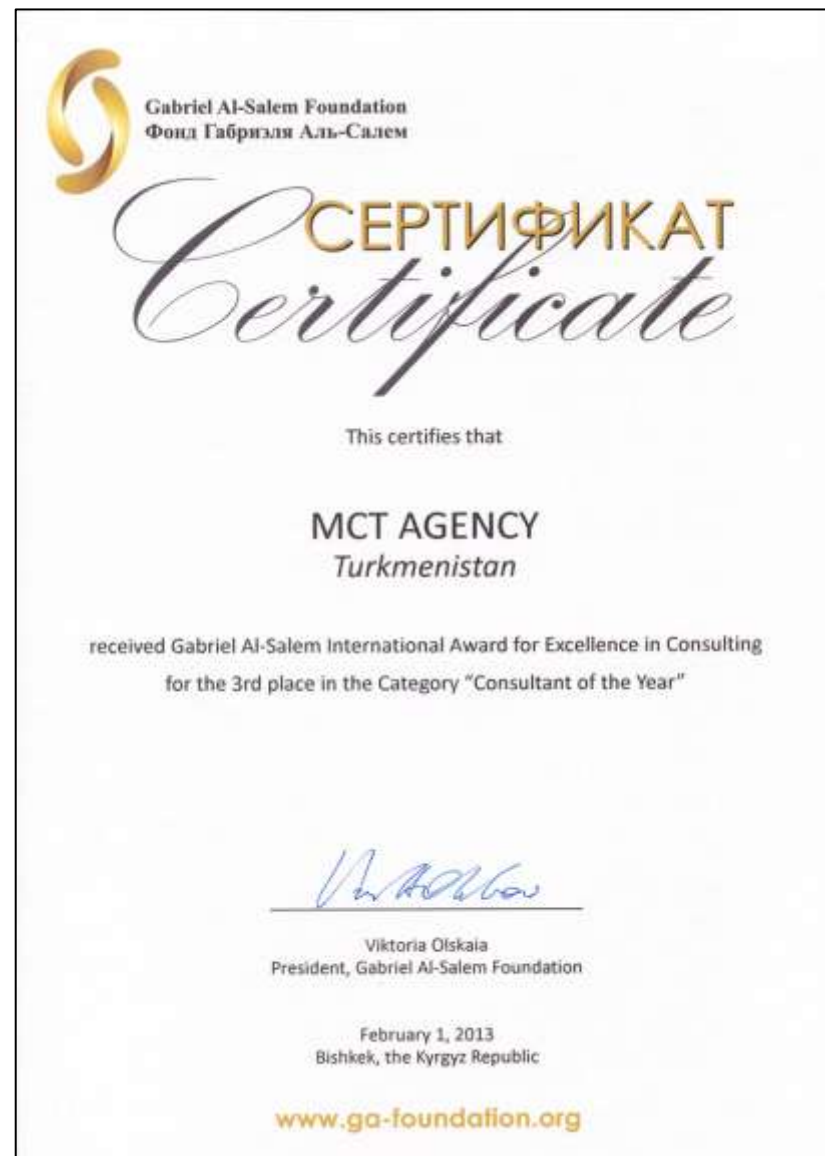 Gabriel Al-Salem Foundation
Фонд Габриэля Аль-Салем
СЕРТИФИКАТ
Certificate
This certifies that
MCT AGENCY
Turkmenistan
received Gabriel Al-Salem International Award for Excellence in Consulting
for the 3rd place in the Category "Consultant of the Year"
Viktoria Olskaia
President, Gabriel Al-Salem Foundation
February 1, 2013
Bishkek, the Kyrgyz Republic
www.ga-foundation.org